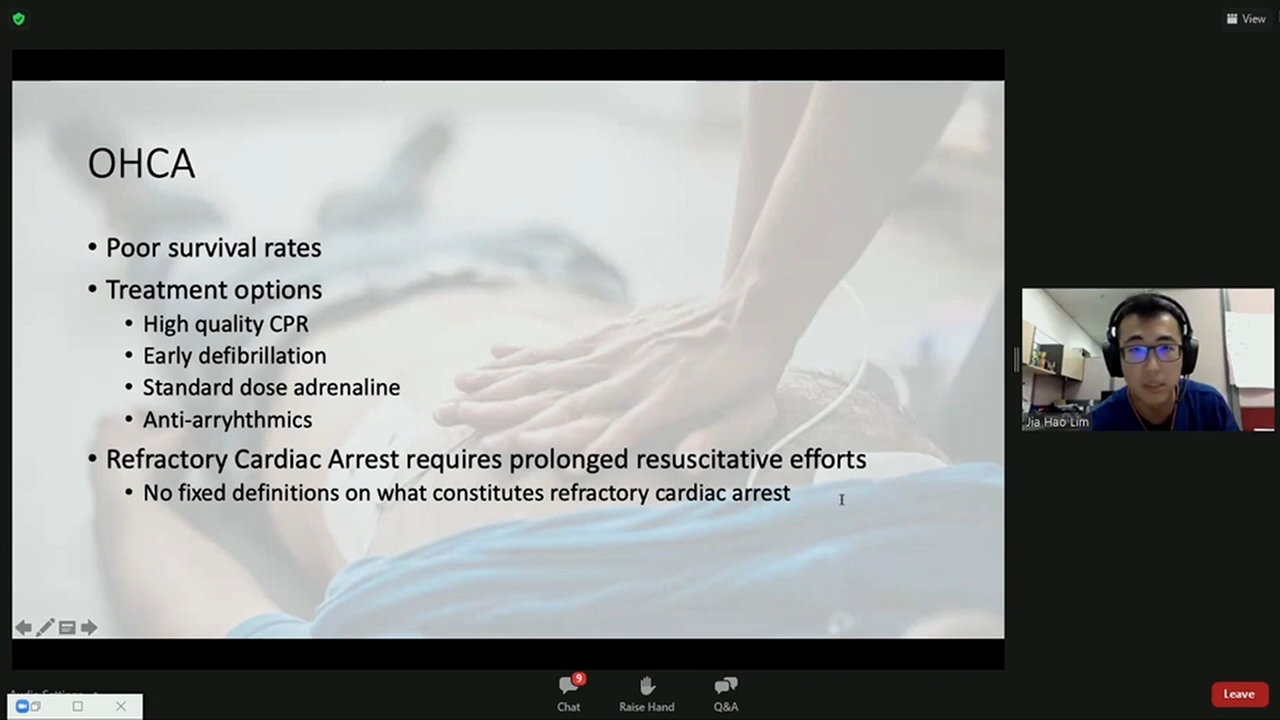 View
OHCA
• Poor survival rates
• Treatment options
• High quality CPR
• Early defibrillation
• Standard dose adrenaline
• Anti-arryhthmics
• Refractory Cardiac Arrest requires prolonged resuscitative efforts
• No fixed definitions on what constitutes refractory cardiac arrest
Jia Hao Lim
9
Chat
Raise Hand
Q&A
Leave